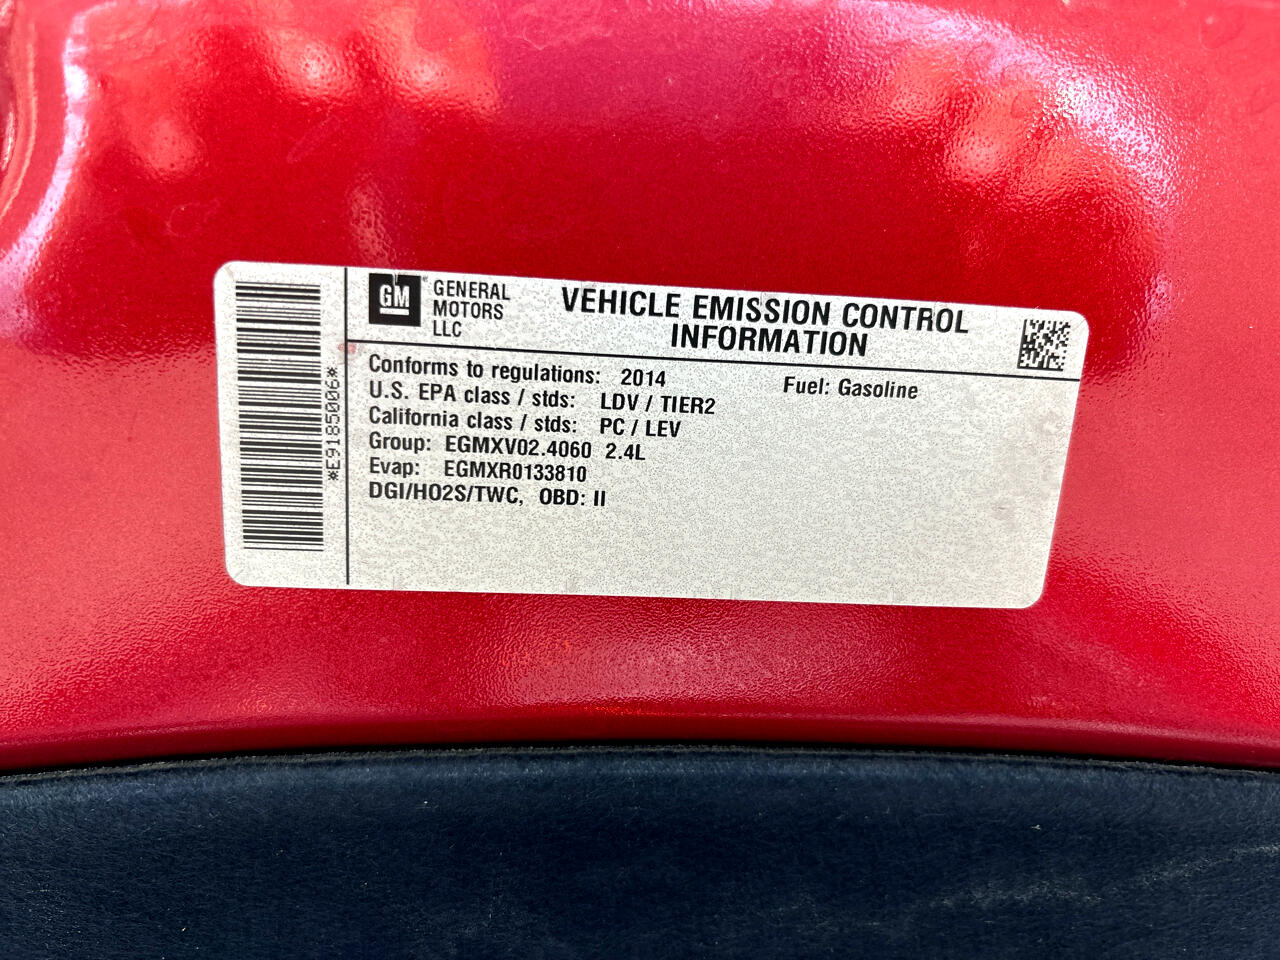 GM
GENERAL
MOTORS
LLC
VEHICLE EMISSION CONTROL
INFORMATION
Conforms to regulations: 2014
Fuel: Gasoline
U.S. EPA class / stds: LDV / TIER2
California class / stds: PC / LEV
Group: EGMXV02.4060 2.4L
Evap: EGMXR0133810
DGI/HO2S/TWC, OBD: II
*E9185006*